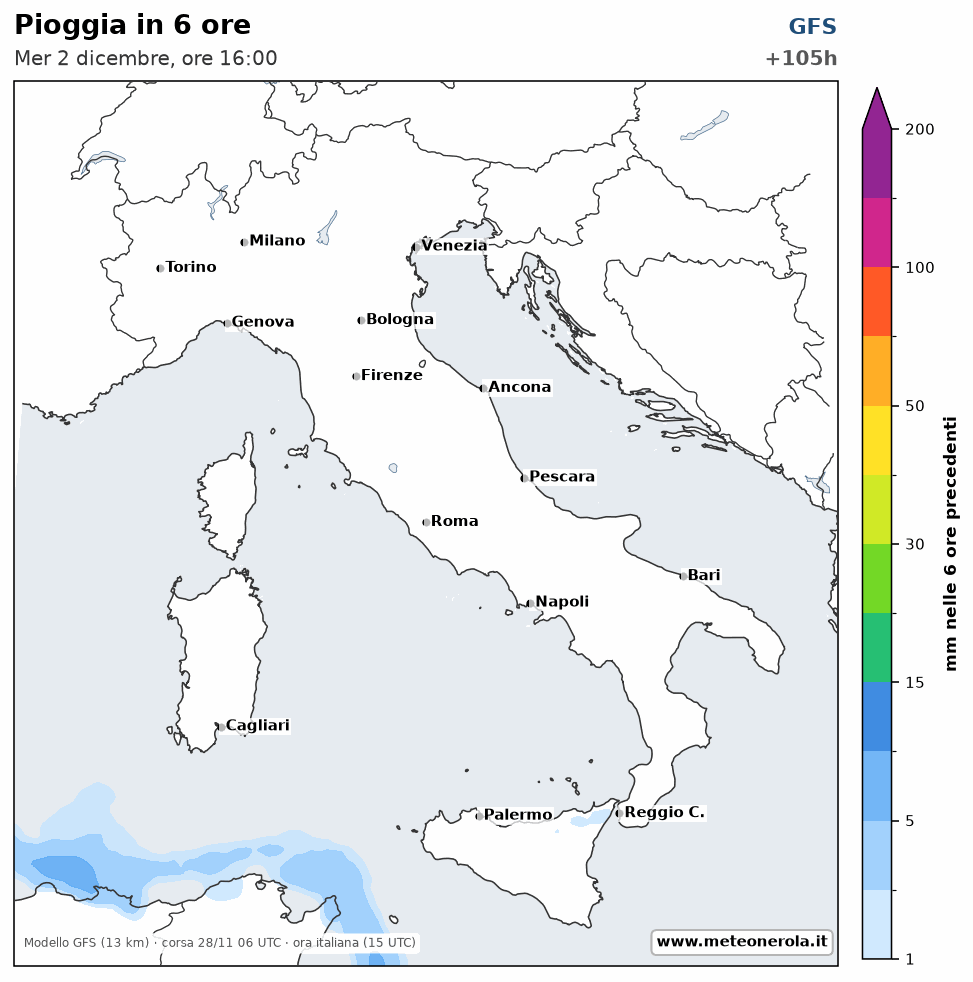 Pioggia in 6 ore
GFS
Mer 2 dicembre, ore 16:00
+105h
200
Milano
Venezia
Torino
100
Genova
Bologna
Firenze
Ancona
50
Pescara
Roma
30
Bari
Napoli
mm nelle 6 ore precedenti
15
Cagliari
Palermo
Reggio C.
5
Modello GFS (13 km) · corsa 28/11 06 UTC · ora italiana (15 UTC)
www.meteonerola.it
1